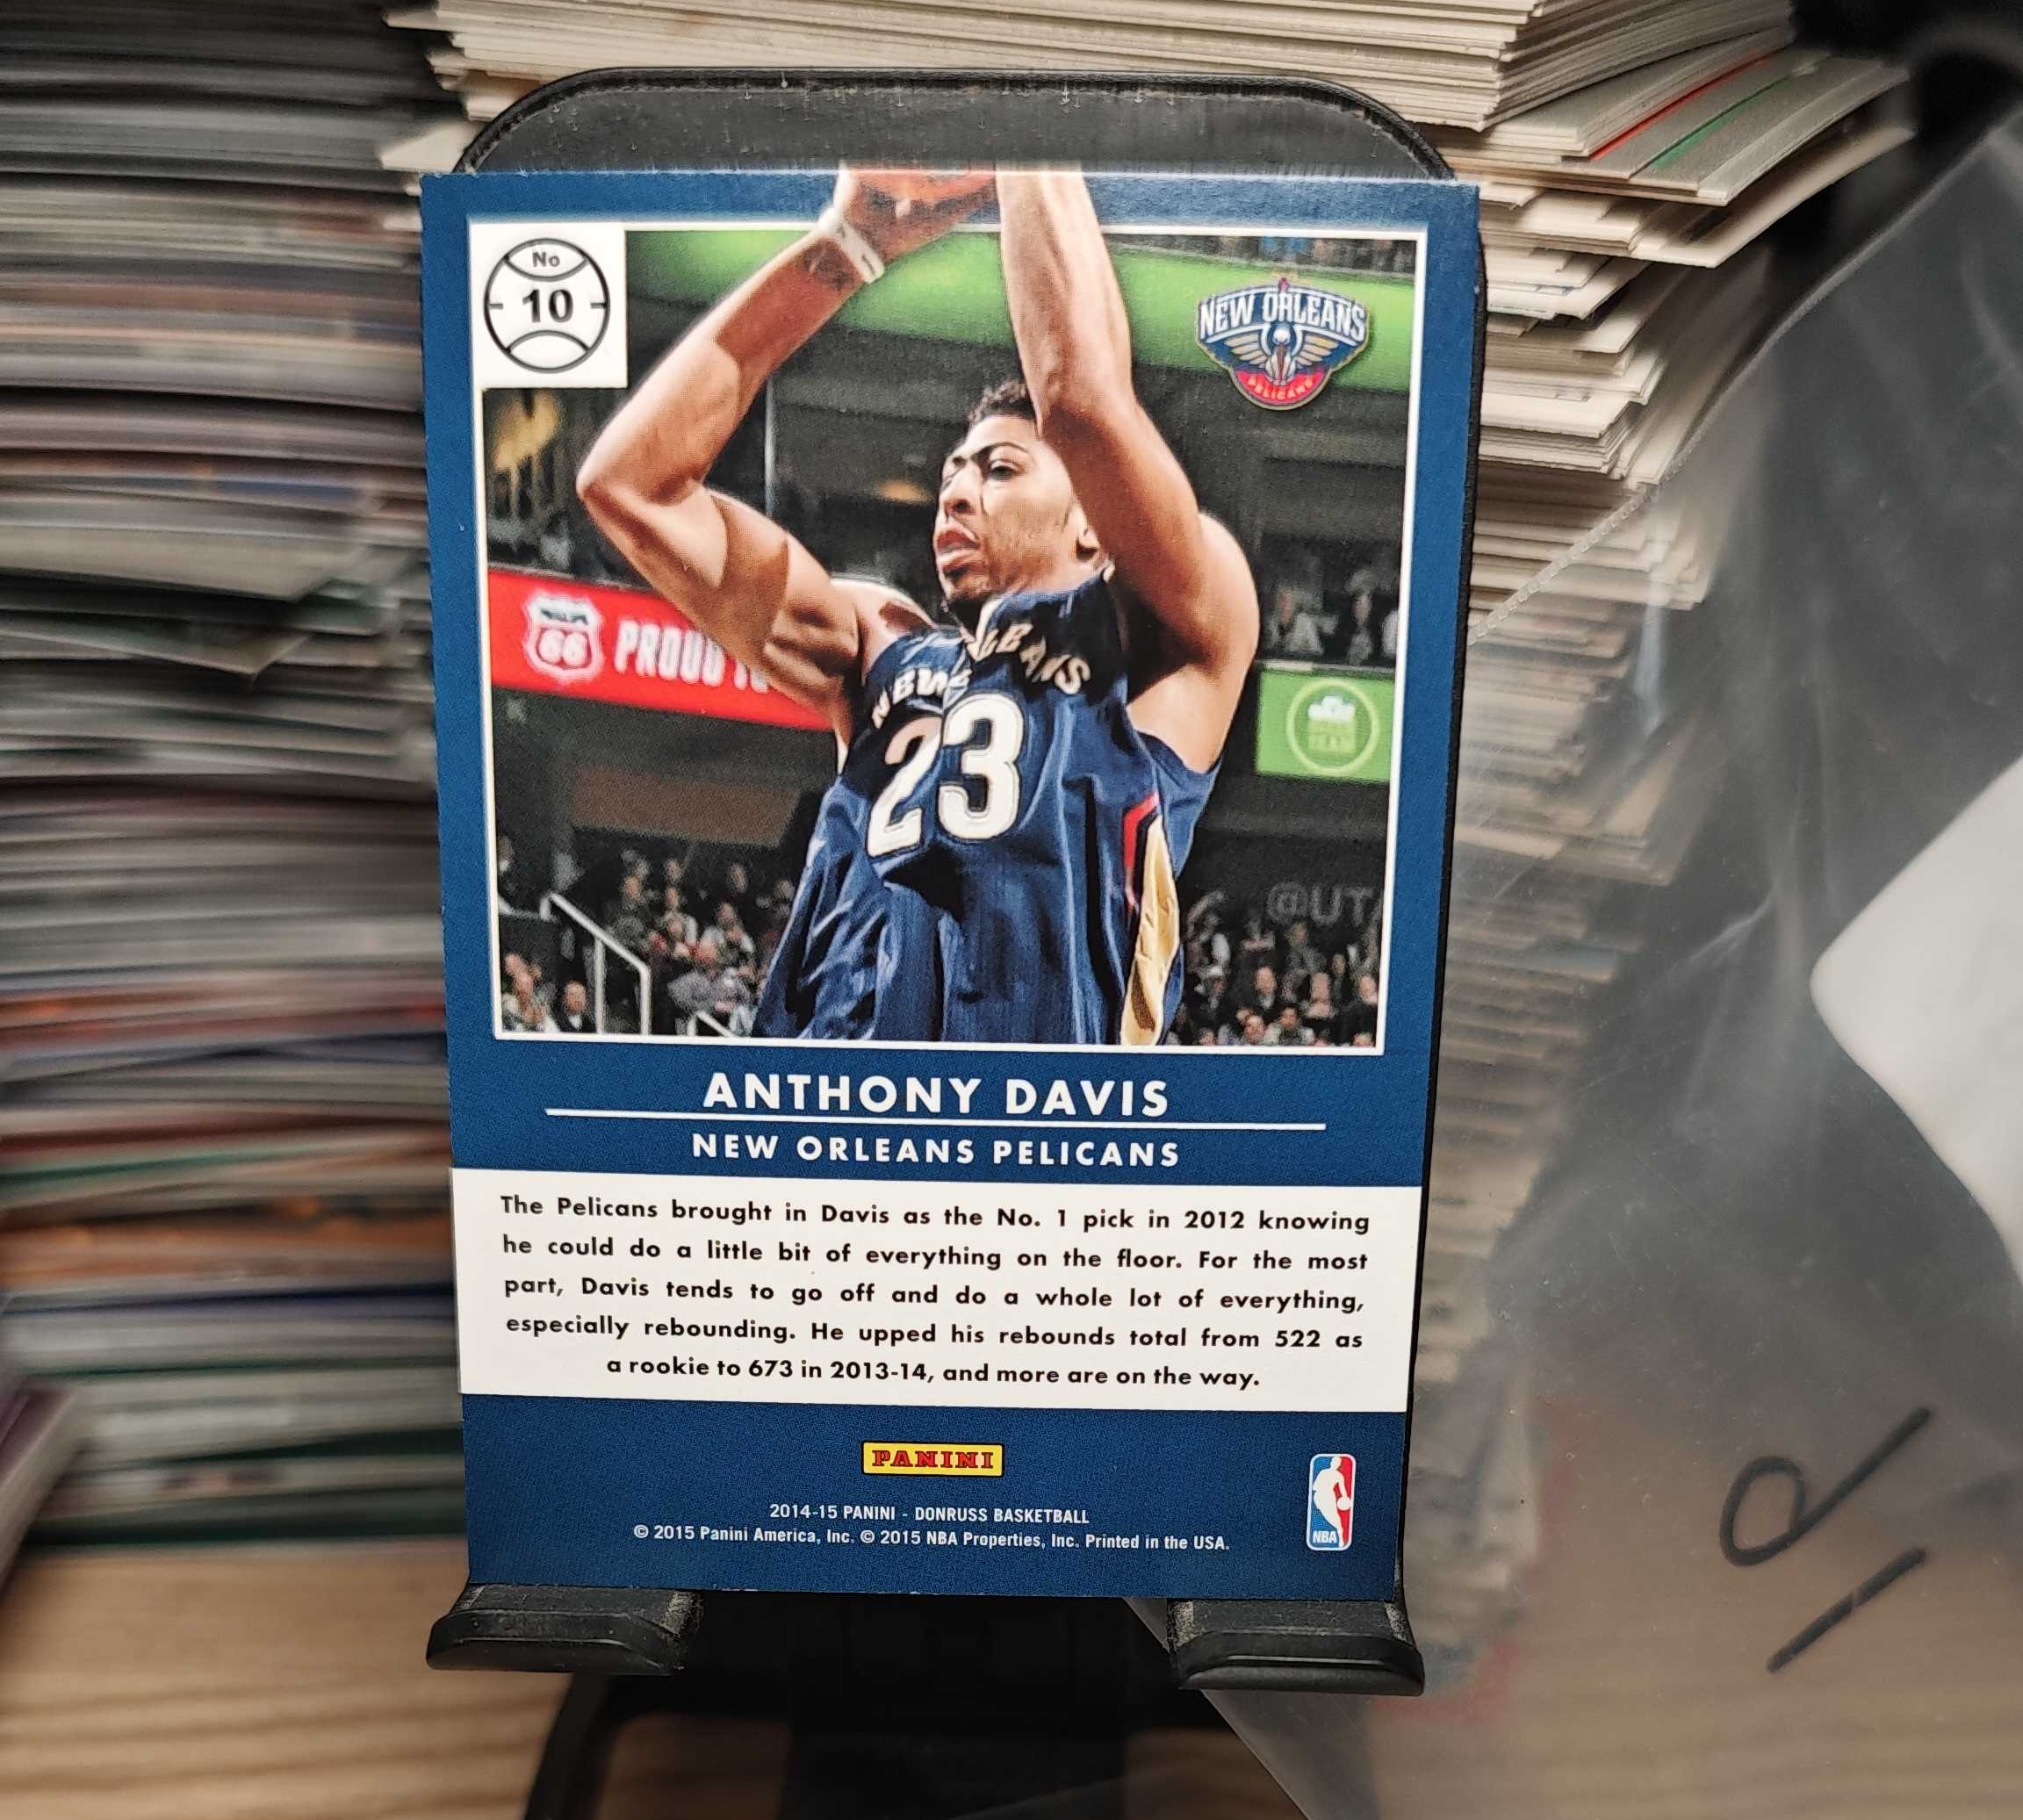 No
10
NEW ORLEANS
PELICANS
66 PROUD
NEW ORLEANS
23
TEAM
@UT
ANTHONY DAVIS
NEW ORLEANS PELICANS
The Pelicans brought in Davis as the No. 1 pick in 2012 knowing
he could do a little bit of everything on the floor. For the most
part, Davis tends to go off and do a whole lot of everything,
especially rebounding. He upped his rebounds total from 522 as
a rookie to 673 in 2013-14, and more are on the way.
PANINI
2014-15 PANINI - DONRUSS BASKETBALL
© 2015 Panini America, Inc. © 2015 NBA Properties, Inc. Printed in the USA.
NBA